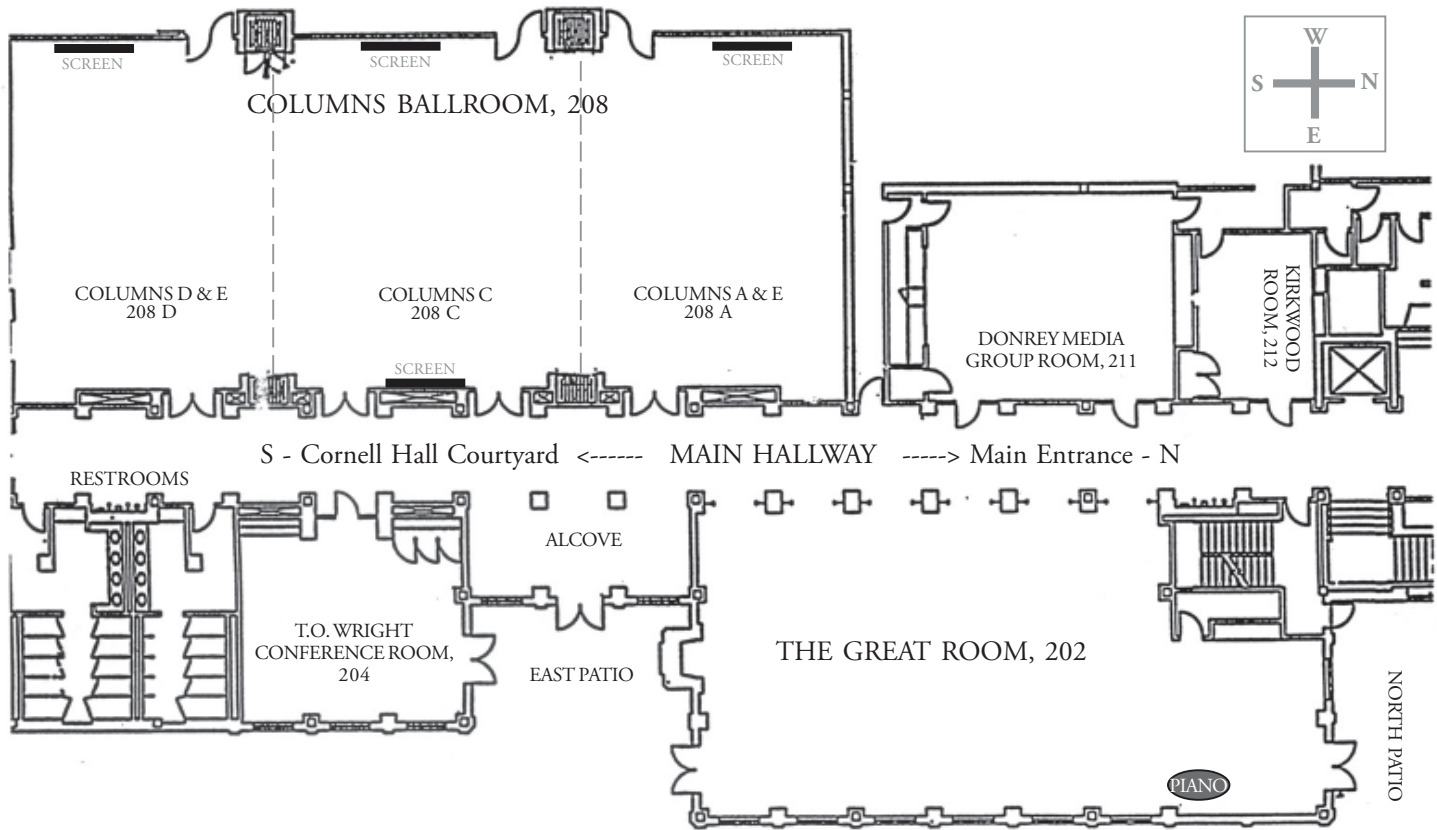 SCREEN
SCREEN
SCREEN
W
S N
E
COLUMNS BALLROOM, 208
COLUMNS D & E
208 D
COLUMNS C
208 C
COLUMNS A & E
208 A
SCREEN
DONREY MEDIA
GROUP ROOM, 211
KIRKWOOD
ROOM, 212
S - Cornell Hall Courtyard <------ MAIN HALLWAY -----> Main Entrance - N
RESTROOMS
ALCOVE
T.O. WRIGHT
CONFERENCE ROOM,
204
EAST PATIO
THE GREAT ROOM, 202
NORTH PATIO
PIANO